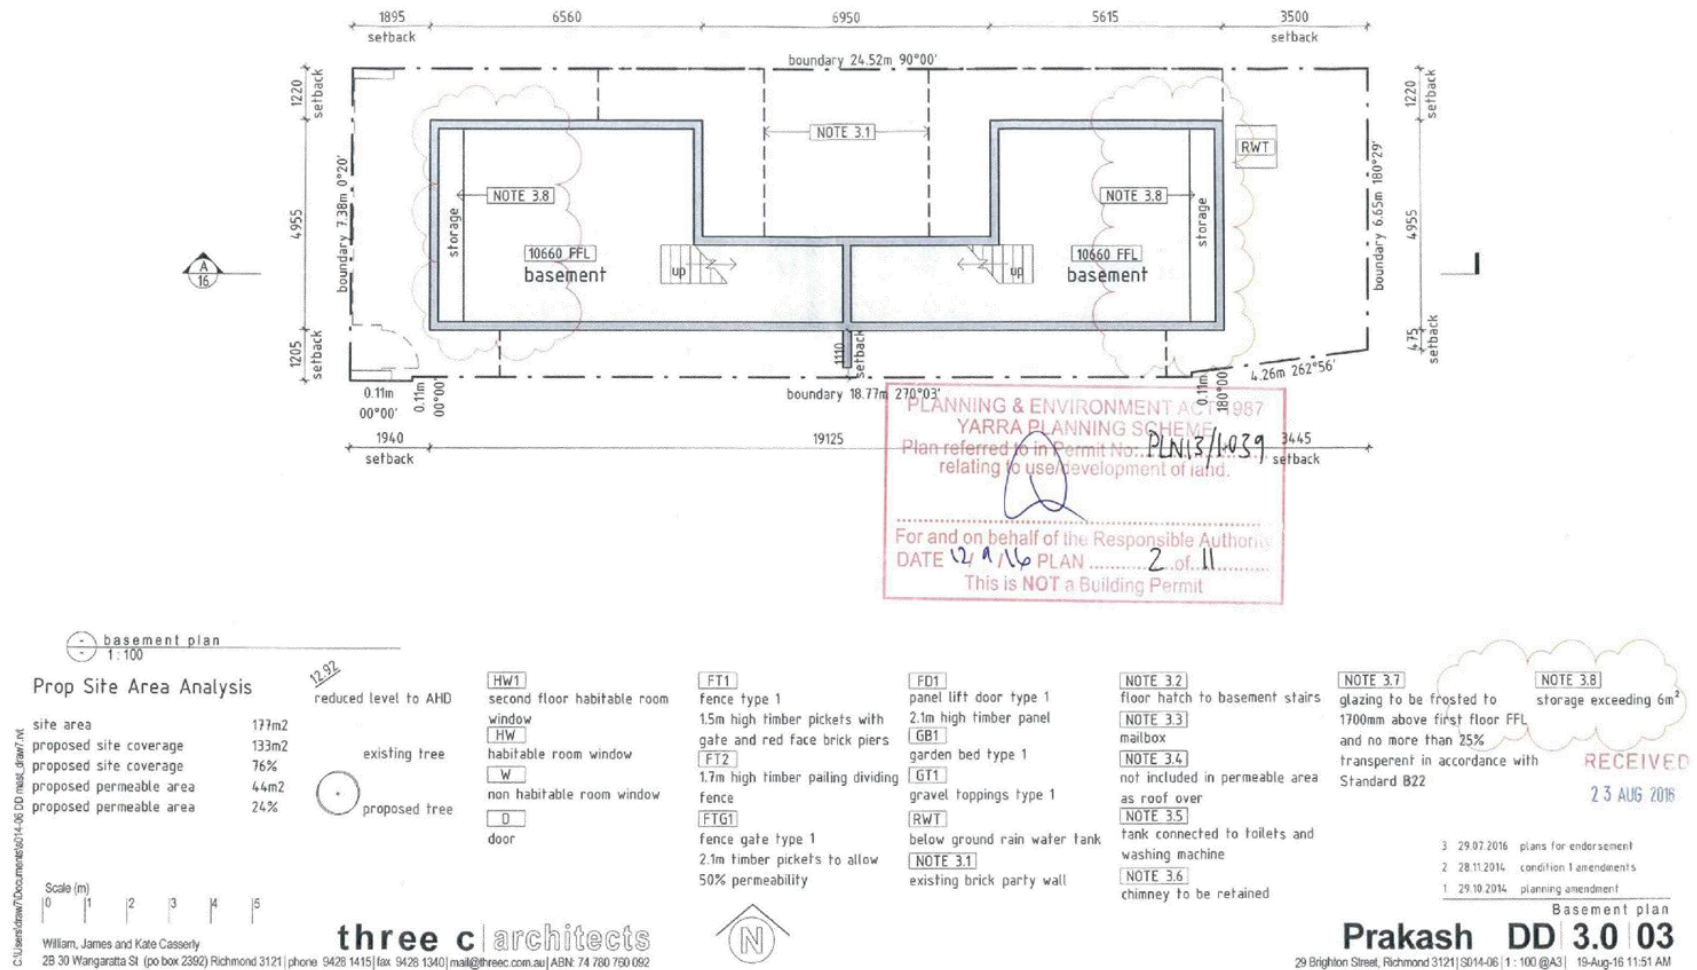 1895 6560 6950 5615 3500
setback setback
boundary 24.52m 90°00'
1220
setback
1220
setback
NOTE 3.1
RWT
boundary 7.38m 0°20'
4955
storage
NOTE 3.8
10660 FFL
basement
up
up
NOTE 3.8
10660 FFL
basement
storage
boundary 6.65m 180°29'
4955
A
16
1205
setback
1110
setback
475
setback
0.11m
00°00'
0.11m
00°00'
boundary 18.77m 270°03'
0.11m
180°00'
4.26m 262°56'
1940 19125 3445
setback setback
PLANNING & ENVIRONMENT ACT 1987
YARRA PLANNING SCHEME
Plan referred to in Permit No: PLN13/1039
relating to use/development of land.
For and on behalf of the Responsible Authority
DATE 12/9/16 PLAN 2 of 11
This is NOT a Building Permit
basement plan
1:100
Prop Site Area Analysis
site area 177m2
proposed site coverage 133m2
proposed site coverage 76%
proposed permeable area 44m2
proposed permeable area 24%
12.92
reduced level to AHD
existing tree
proposed tree
HW1
second floor habitable room
window
HW
habitable room window
W
non habitable room window
D
door
FT1
fence type 1
1.5m high timber pickets with
gate and red face brick piers
FT2
1.7m high timber pailing dividing
fence
FTG1
fence gate type 1
2.1m timber pickets to allow
50% permeability
FD1
panel lift door type 1
2.1m high timber panel
GB1
garden bed type 1
GT1
gravel toppings type 1
RWT
below ground rain water tank
NOTE 3.1
existing brick party wall
NOTE 3.2
floor hatch to basement stairs
NOTE 3.3
mailbox
NOTE 3.4
not included in permeable area
as roof over
NOTE 3.5
tank connected to toilets and
washing machine
NOTE 3.6
chimney to be retained
NOTE 3.7
glazing to be frosted to
1700mm above first floor FFL
and no more than 25%
transperent in accordance with
Standard B22
NOTE 3.8
storage exceeding 6m²
RECEIVED
23 AUG 2016
3 29.07.2016 plans for endorsement
2 28.11.2014 condition 1 amendments
1 29.10.2014 planning amendment
Basement plan
Prakash DD 3.0 03
29 Brighton Street, Richmond 3121 | S014-06 | 1 : 100 @A3 | 19-Aug-16 11:51 AM
Scale (m)
0 1 2 3 4 5
three c | architects
N
William, James and Kate Casserly
2B 30 Wangaratta St (po box 2392) Richmond 3121 | phone 9428 1415 | fax 9428 1340 | mail@threec.com.au | ABN: 74 780 760 092